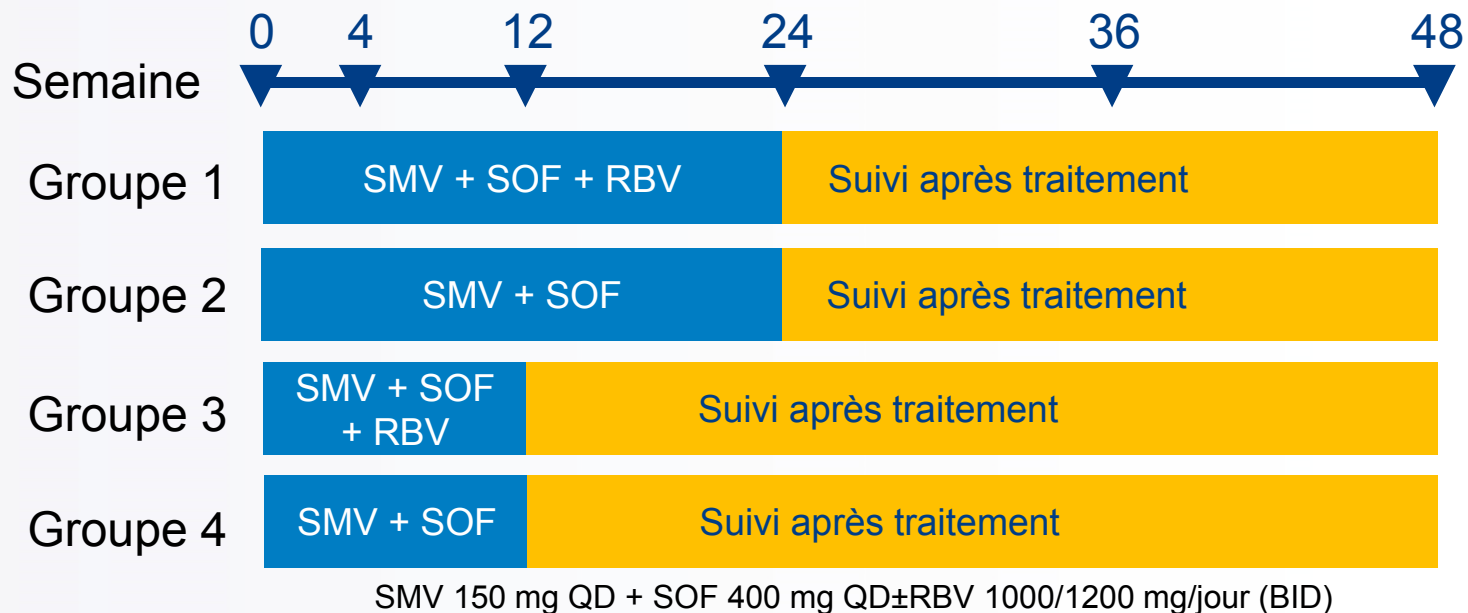 0 4 12 24 36 48
Semaine
Groupe 1 SMV + SOF + RBV Suivi après traitement
Groupe 2 SMV + SOF Suivi après traitement
Groupe 3 SMV + SOF + RBV Suivi après traitement
Groupe 4 SMV + SOF Suivi après traitement
SMV 150 mg QD + SOF 400 mg QD±RBV 1000/1200 mg/jour (BID)